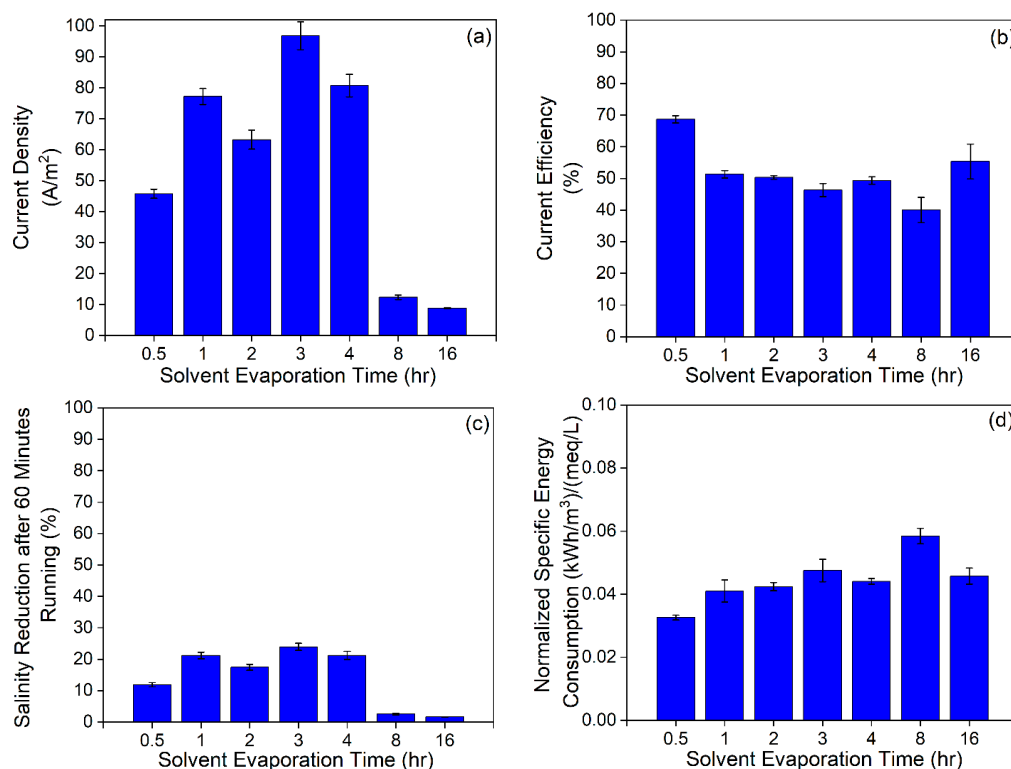 (a)
Current Density
(A/m²)
100
90
80
70
60
50
40
30
20
10
0
0.5 1 2 3 4 8 16
Solvent Evaporation Time (hr)
(b)
Current Efficiency
(%)
100
90
80
70
60
50
40
30
20
10
0
0.5 1 2 3 4 8 16
Solvent Evaporation Time (hr)
(c)
Salinity Reduction after 60 Minutes
Running (%)
100
90
80
70
60
50
40
30
20
10
0
0.5 1 2 3 4 8 16
Solvent Evaporation Time (hr)
(d)
Normalized Specific Energy
Consumption (kWh/m³)/(meq/L)
0.10
0.08
0.06
0.04
0.02
0.00
0.5 1 2 3 4 8 16
Solvent Evaporation Time (hr)